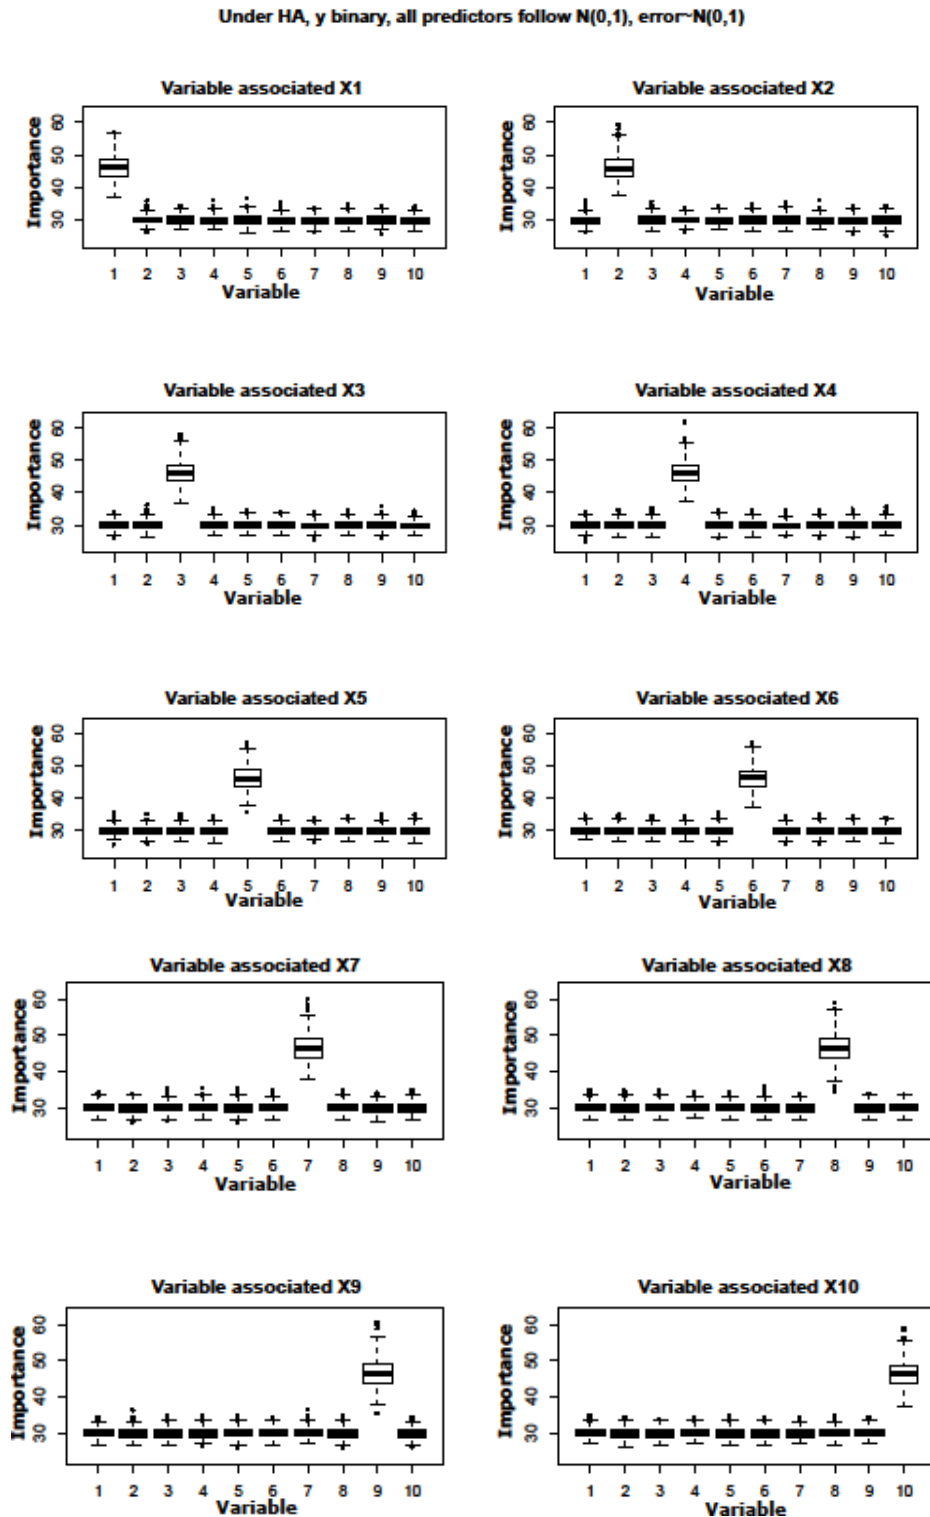 Under HA, y binary, all predictors follow N(0,1), error~N(0,1)
Variable associated X1
Importance
60
50
40
30
1 2 3 4 5 6 7 8 9 10
Variable
Variable associated X2
Importance
60
50
40
30
1 2 3 4 5 6 7 8 9 10
Variable
Variable associated X3
Importance
60
50
40
30
1 2 3 4 5 6 7 8 9 10
Variable
Variable associated X4
Importance
60
50
40
30
1 2 3 4 5 6 7 8 9 10
Variable
Variable associated X5
Importance
60
50
40
30
1 2 3 4 5 6 7 8 9 10
Variable
Variable associated X6
Importance
60
50
40
30
1 2 3 4 5 6 7 8 9 10
Variable
Variable associated X7
Importance
60
50
40
30
1 2 3 4 5 6 7 8 9 10
Variable
Variable associated X8
Importance
60
50
40
30
1 2 3 4 5 6 7 8 9 10
Variable
Variable associated X9
Importance
60
50
40
30
1 2 3 4 5 6 7 8 9 10
Variable
Variable associated X10
Importance
60
50
40
30
1 2 3 4 5 6 7 8 9 10
Variable